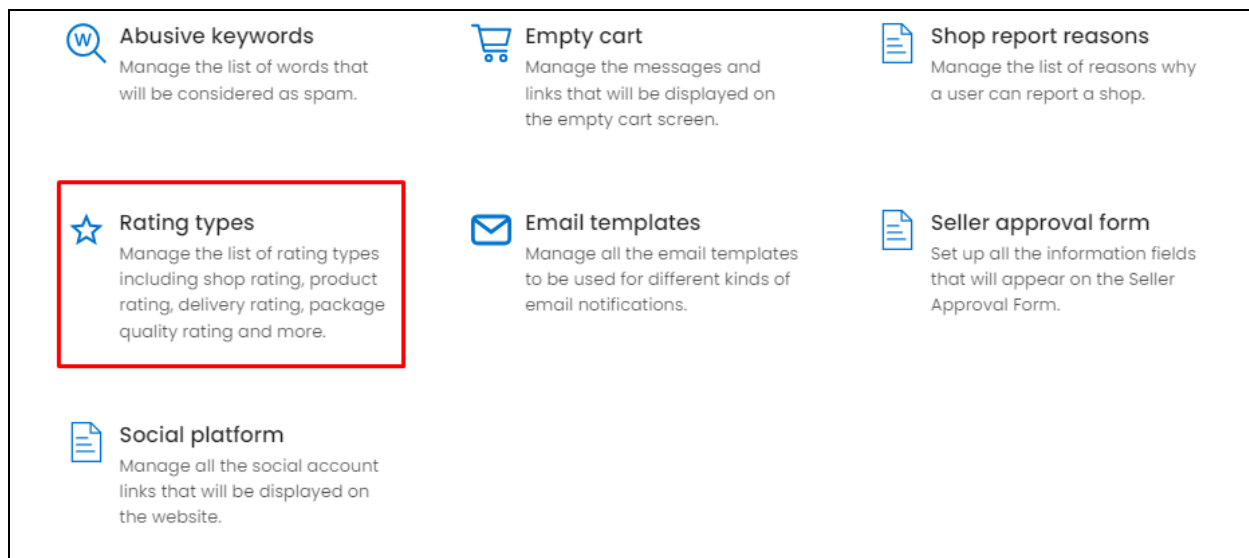 W
Abusive keywords
Manage the list of words that
will be considered as spam.
Empty cart
Manage the messages and
links that will be displayed on
the empty cart screen.
Shop report reasons
Manage the list of reasons why
a user can report a shop.
Rating types
Manage the list of rating types
including shop rating, product
rating, delivery rating, package
quality rating and more.
Email templates
Manage all the email templates
to be used for different kinds of
email notifications.
Seller approval form
Set up all the information fields
that will appear on the Seller
Approval Form.
Social platform
Manage all the social account
links that will be displayed on
the website.